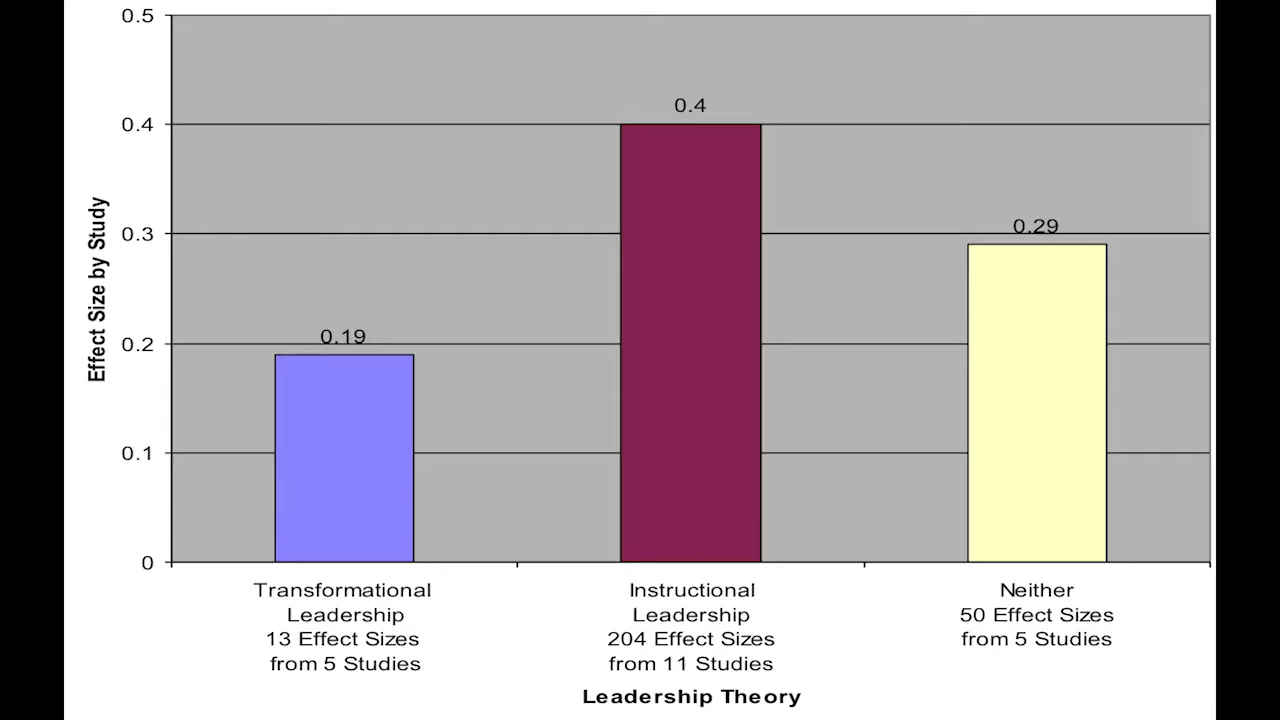 0.5
0.4
0.3
0.2
0.1
0
Effect Size by Study
0.19
0.4
0.29
Transformational
Leadership
13 Effect Sizes
from 5 Studies
Instructional
Leadership
204 Effect Sizes
from 11 Studies
Neither
50 Effect Sizes
from 5 Studies
Leadership Theory